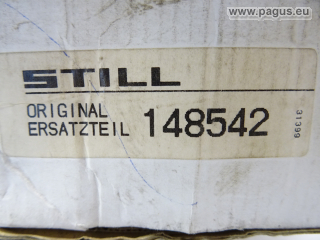 © www.pagus.eu
STILL
ORIGINAL
ERSATZTEIL 148542
31399